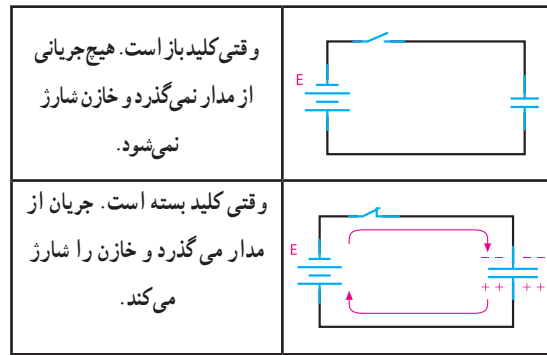 وقتی کلید باز است. هیچ جریانی
از مدار نمی‌گذرد و خازن شارژ
نمی‌شود.
E
وقتی کلید بسته است. جریان از
مدار می گذرد و خازن را شارژ
می‌کند.
E
− − − −
+ + + +